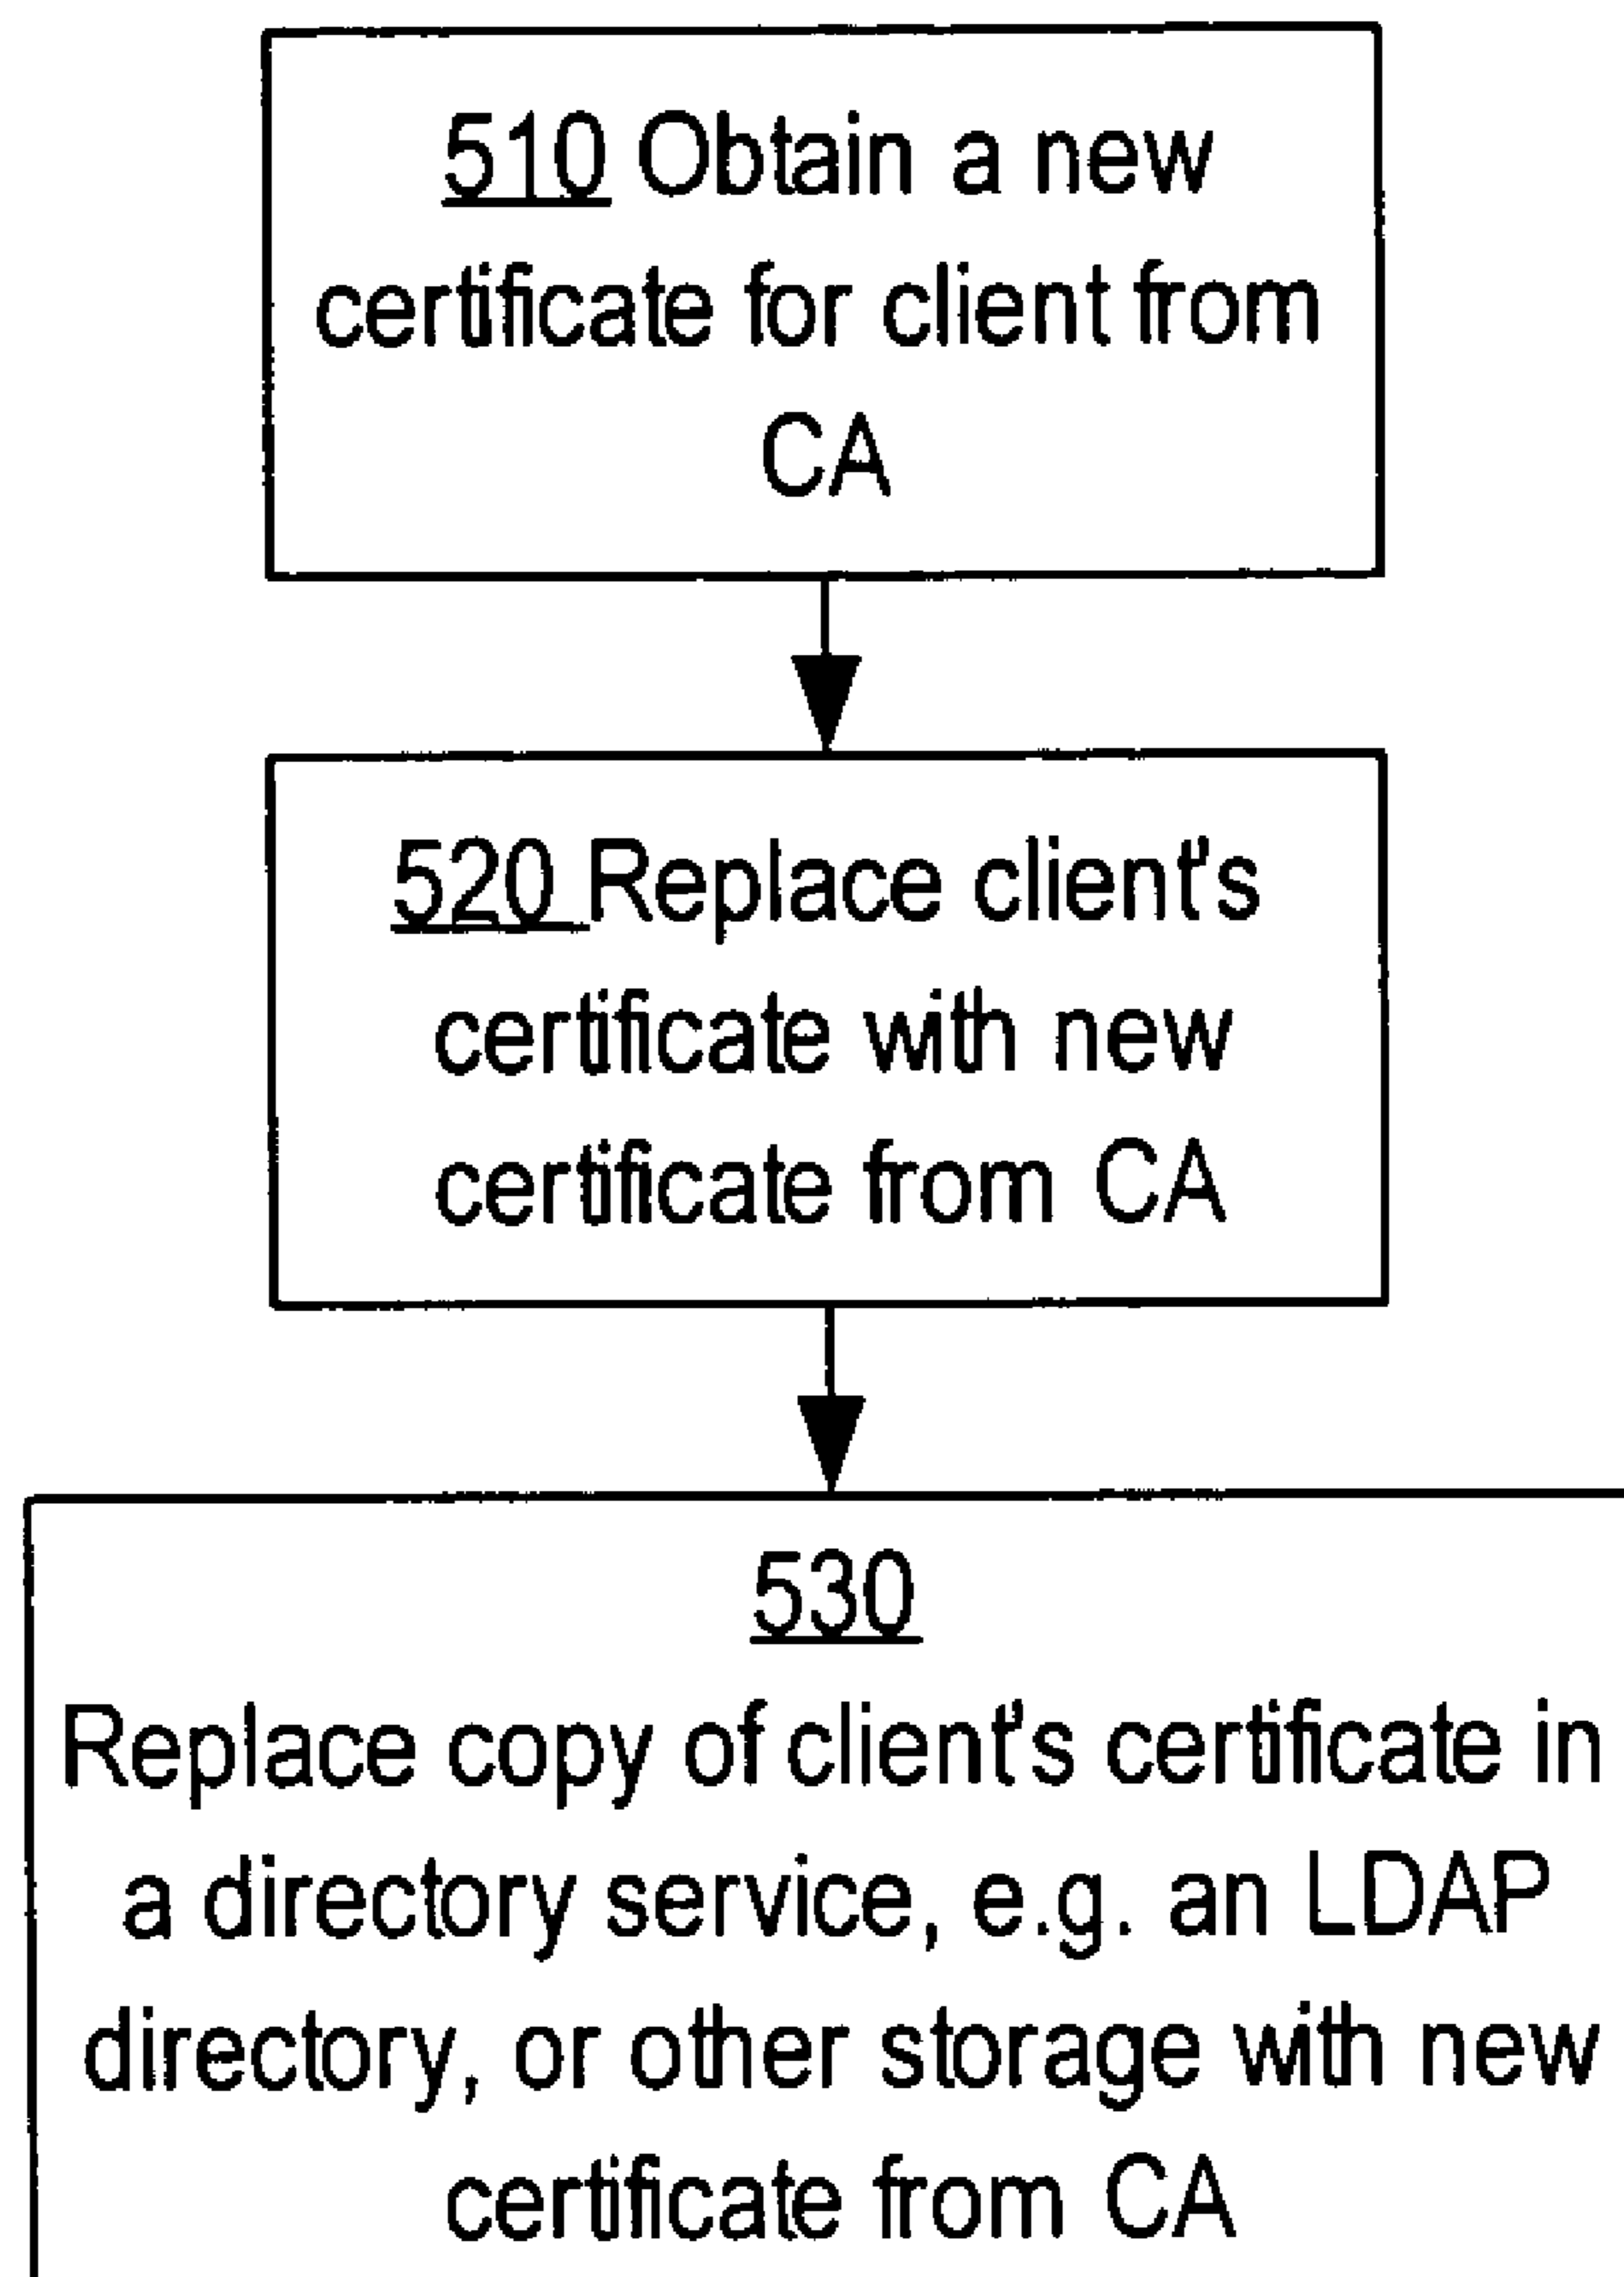 510 Obtain a new
certificate for client from
CA
520 Replace client's
certificate with new
certificate from CA
530
Replace copy of client's certificate in
a directory service, e.g. an LDAP
directory, or other storage with new
certificate from CA